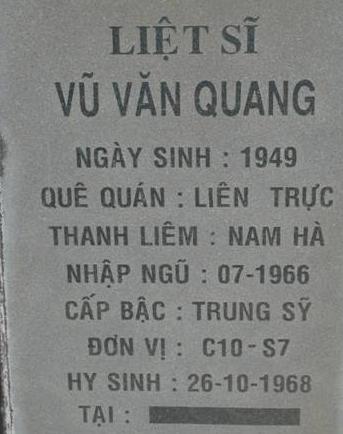 LIỆT SĨ
VŨ VĂN QUANG
NGÀY SINH : 1949
QUÊ QUÁN : LIÊN TRỰC
THANH LIÊM : NAM HÀ
NHẬP NGŨ : 07-1966
CẤP BẬC : TRUNG SỸ
ĐƠN VỊ : C10-S7
HY SINH : 26-10-1968
TẠI :